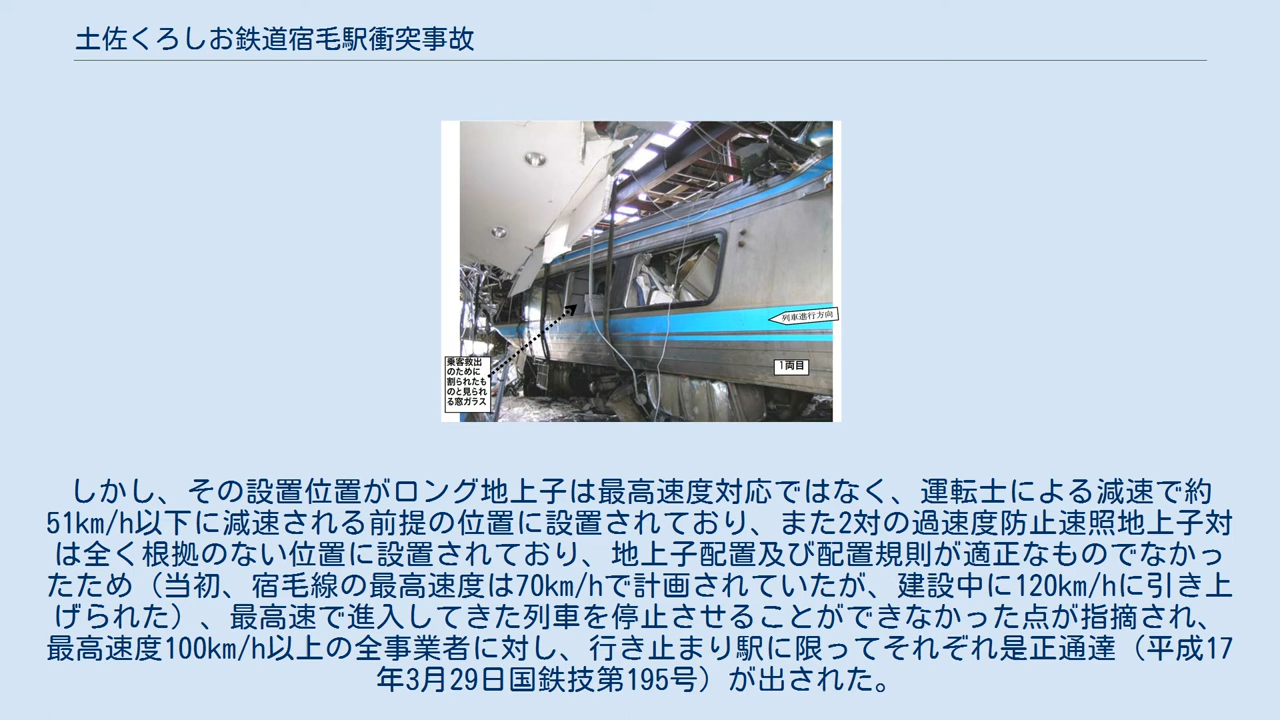 土佐くろしお鉄道宿毛駅衝突事故
列車進行方向
1両目
乗客救出
のために
割られたも
のと見られ
る窓ガラス
しかし、その設置位置がロング地上子は最高速度対応ではなく、運転士による減速で約
51km/h以下に減速される前提の位置に設置されており、また2対の過速度防止速照地上子対
は全く根拠のない位置に設置されており、地上子配置及び配置規則が適正なものでなかっ
たため（当初、宿毛線の最高速度は70km/hで計画されていたが、建設中に120km/hに引き上
げられた）、最高速で進入してきた列車を停止させることができなかった点が指摘され、
最高速度100km/h以上の全事業者に対し、行き止まり駅に限ってそれぞれ是正通達（平成17
年3月29日国鉄技第195号）が出された。